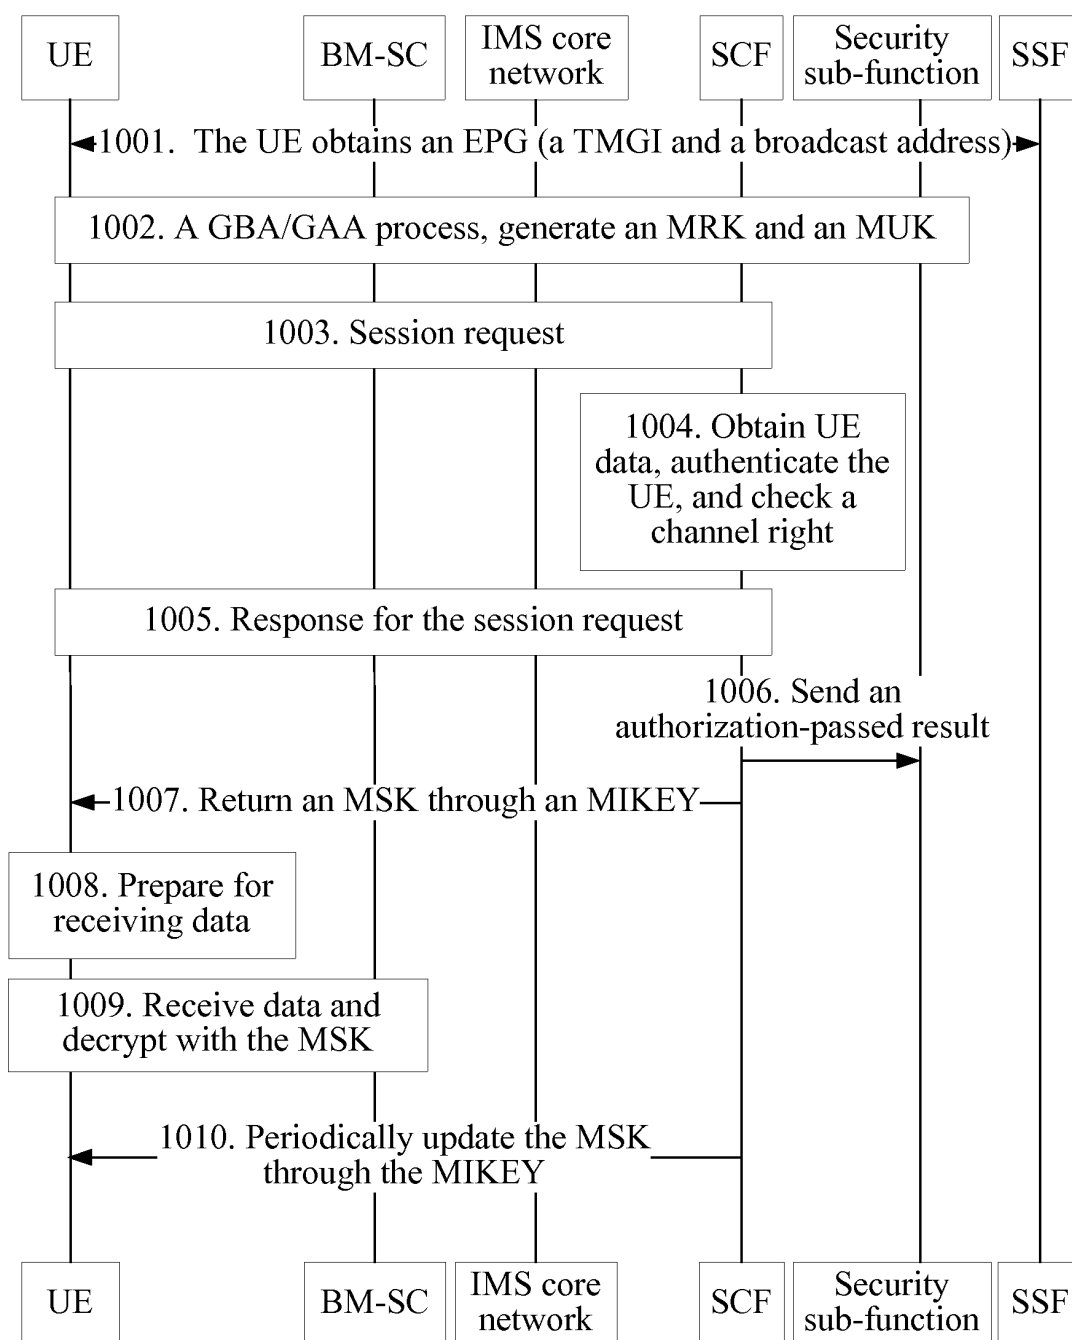 UE
BM-SC
IMS core
network
SCF
Security
sub-function
SSF
1001. The UE obtains an EPG (a TMGI and a broadcast address)
1002. A GBA/GAA process, generate an MRK and an MUK
1003. Session request
1004. Obtain UE
data, authenticate the
UE, and check a
channel right
1005. Response for the session request
1006. Send an
authorization-passed result
1007. Return an MSK through an MIKEY
1008. Prepare for
receiving data
1009. Receive data and
decrypt with the MSK
1010. Periodically update the MSK
through the MIKEY
UE
BM-SC
IMS core
network
SCF
Security
sub-function
SSF